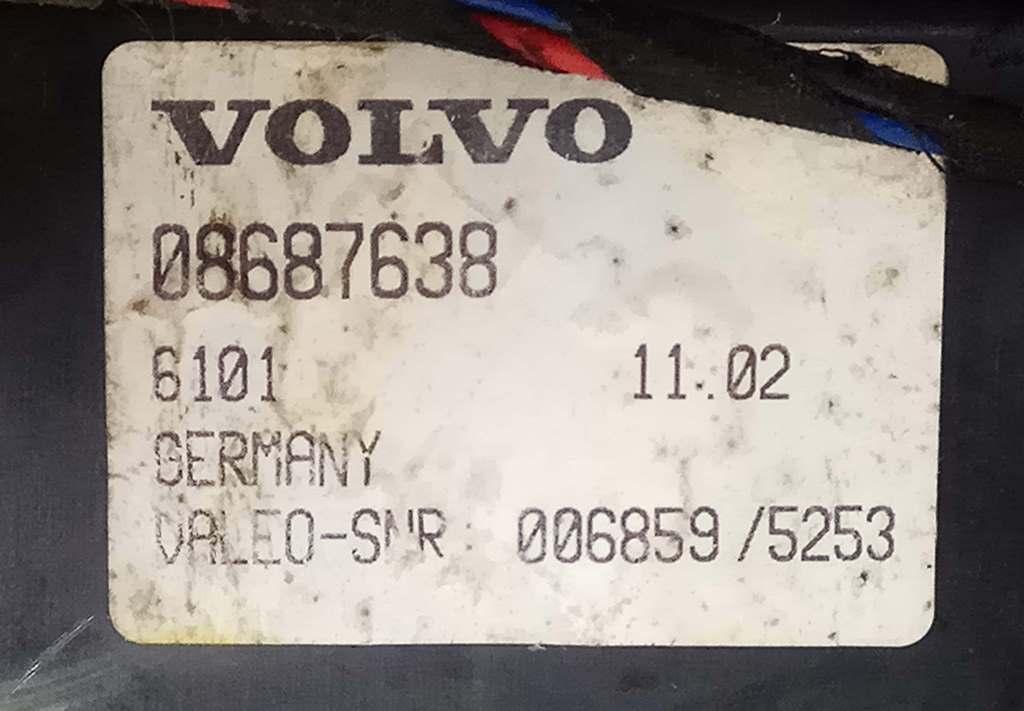 VOLVO
08687638
6101 11.02
GERMANY
VALEO-SNR: 006859/5253